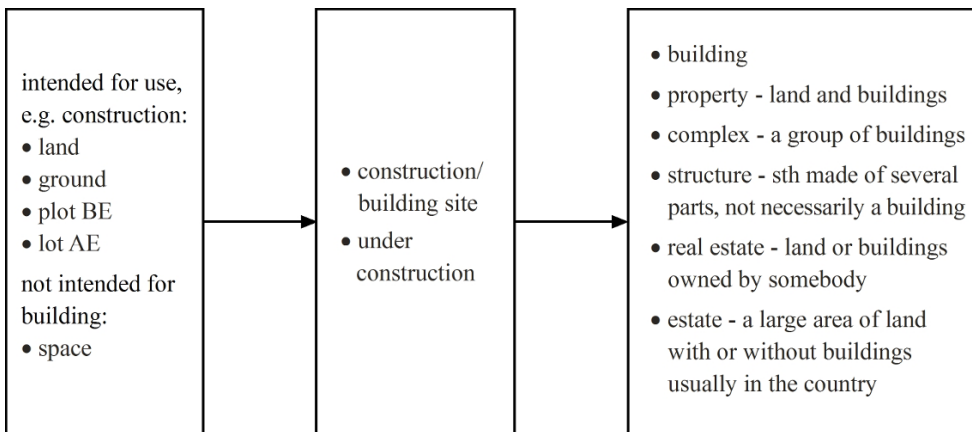 intended for use,
e.g. construction:
• land
• ground
• plot BE
• lot AE
not intended for
building:
• space
• construction/
building site
• under
construction
• building
• property - land and buildings
• complex - a group of buildings
• structure - sth made of several
parts, not necessarily a building
• real estate - land or buildings
owned by somebody
• estate - a large area of land
with or without buildings
usually in the country